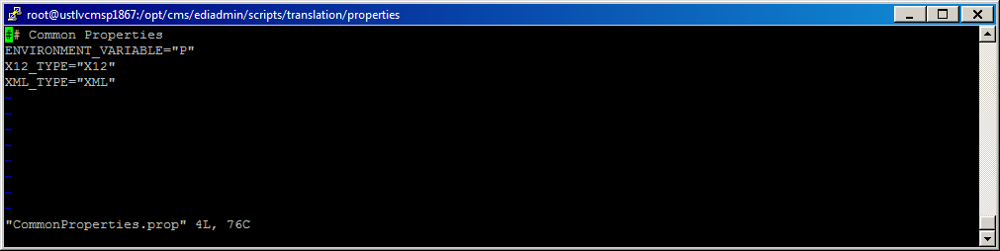 root@ustlvcmsp1867:/opt/cms/ediadmin/scripts/translation/properties
## Common Properties
ENVIRONMENT_VARIABLE="P"
X12_TYPE="X12"
XML_TYPE="XML"
~
~
~
~
~
~
~
~
"CommonProperties.prop" 4L, 76C